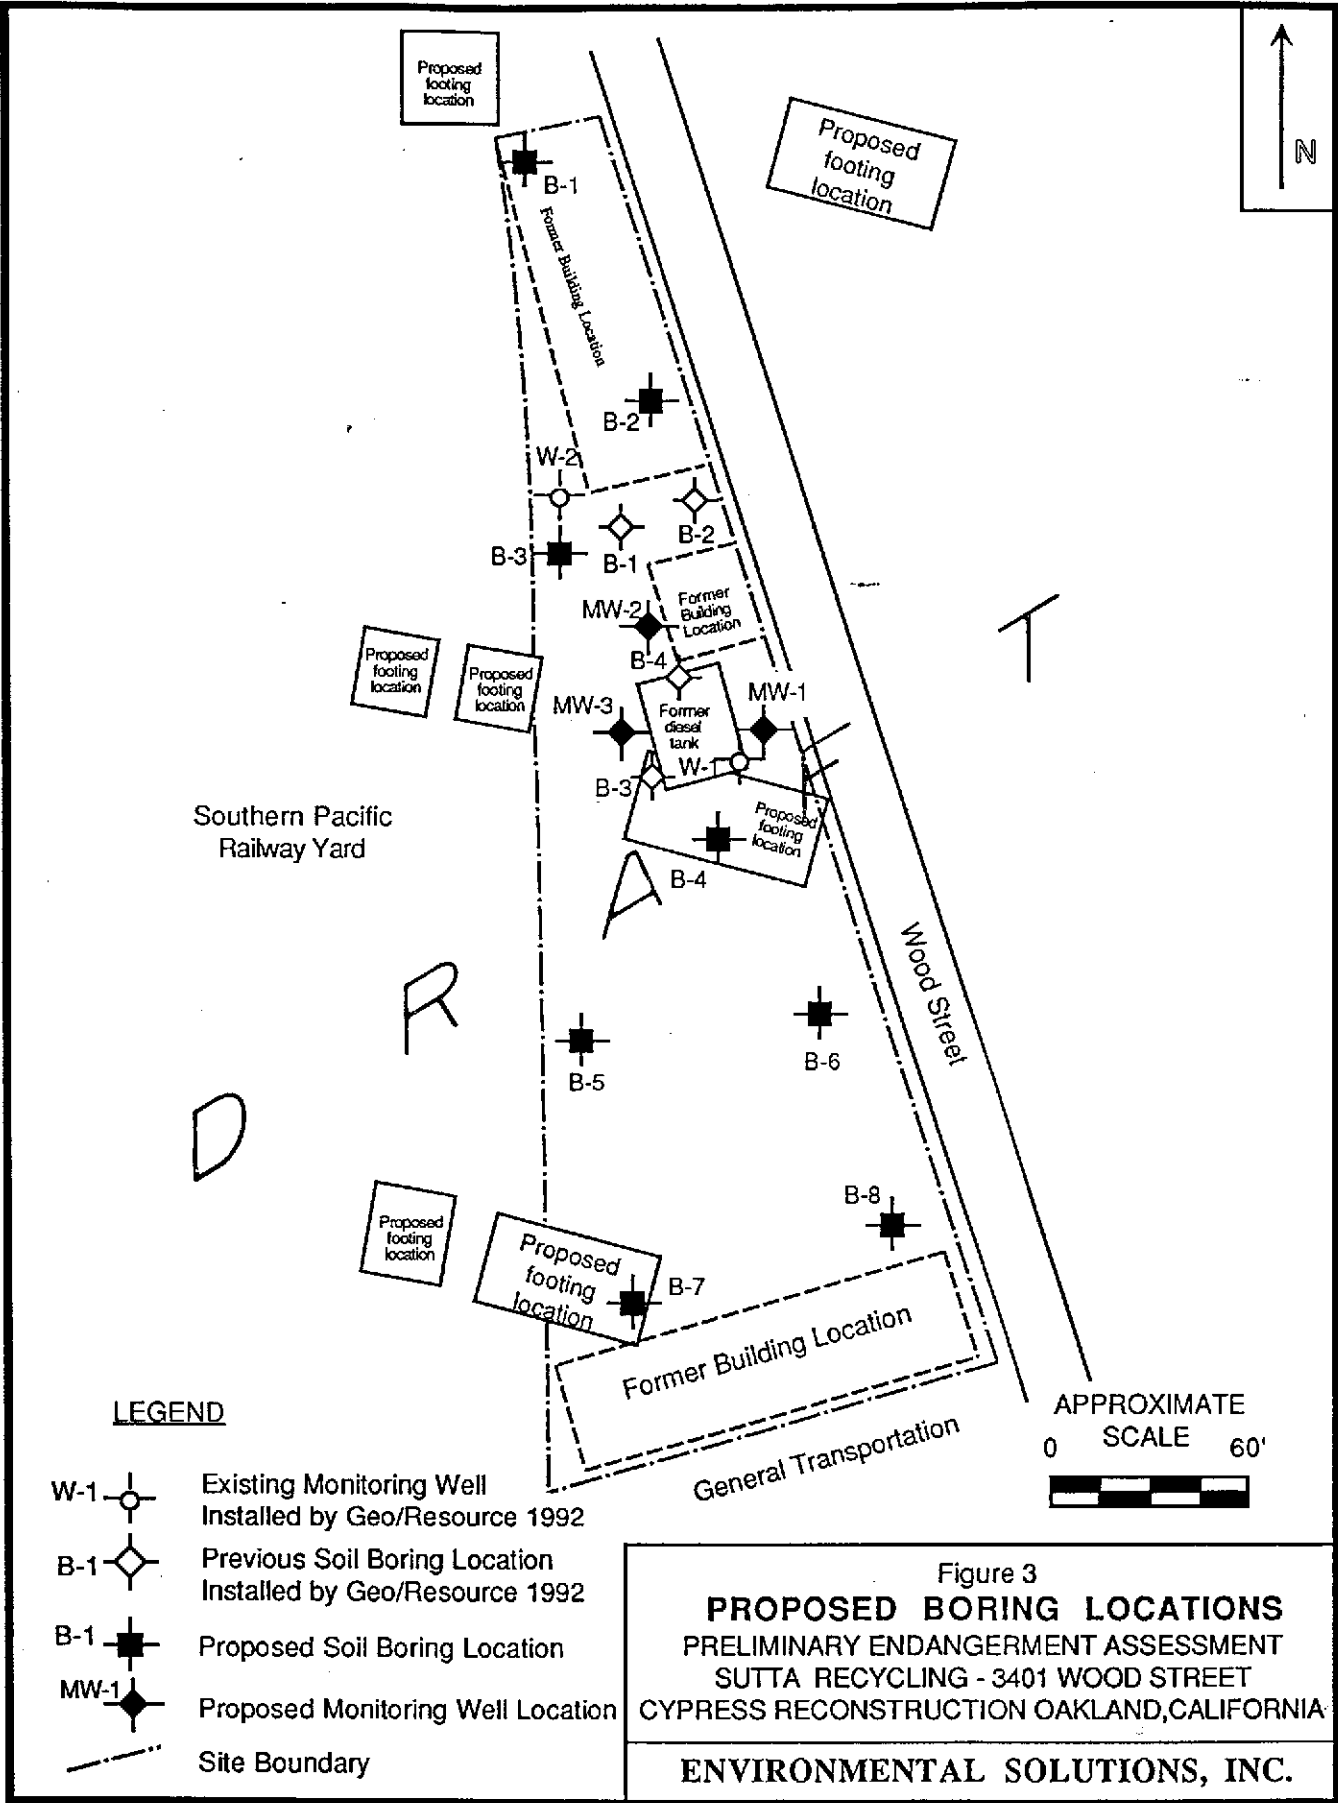 Proposed
footing
location
N
Proposed
footing
location
B-1
Former Building Location
B-2
W-2
B-3
B-1
B-2
MW-2
Former
Building
Location
B-4
Proposed
footing
location
Proposed
footing
location
MW-3
MW-1
Former
diesel
tank
W-1
B-3
Proposed
footing
location
B-4
Southern Pacific
Railway Yard
DRAFT
Wood Street
B-5
B-6
B-8
Proposed
footing
location
Proposed
footing
location
B-7
Former Building Location
General Transportation
APPROXIMATE
SCALE
0 60'
LEGEND
W-1 Existing Monitoring Well
Installed by Geo/Resource 1992
B-1 Previous Soil Boring Location
Installed by Geo/Resource 1992
B-1 Proposed Soil Boring Location
MW-1 Proposed Monitoring Well Location
Site Boundary
Figure 3
PROPOSED BORING LOCATIONS
PRELIMINARY ENDANGERMENT ASSESSMENT
SUTTA RECYCLING - 3401 WOOD STREET
CYPRESS RECONSTRUCTION OAKLAND,CALIFORNIA
ENVIRONMENTAL SOLUTIONS, INC.